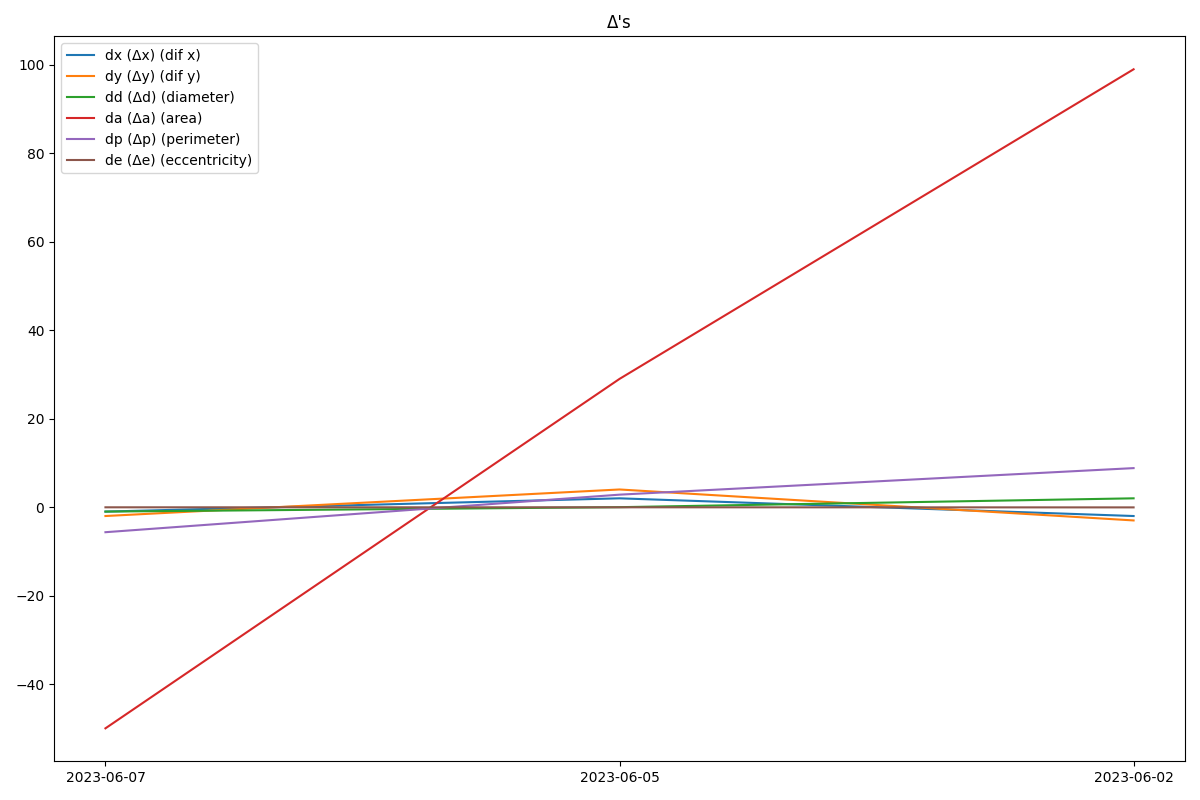 Δ's
dx (Δx) (dif x)
dy (Δy) (dif y)
dd (Δd) (diameter)
da (Δa) (area)
dp (Δp) (perimeter)
de (Δe) (eccentricity)
100
80
60
40
20
0
−20
−40
2023-06-07 2023-06-05 2023-06-02